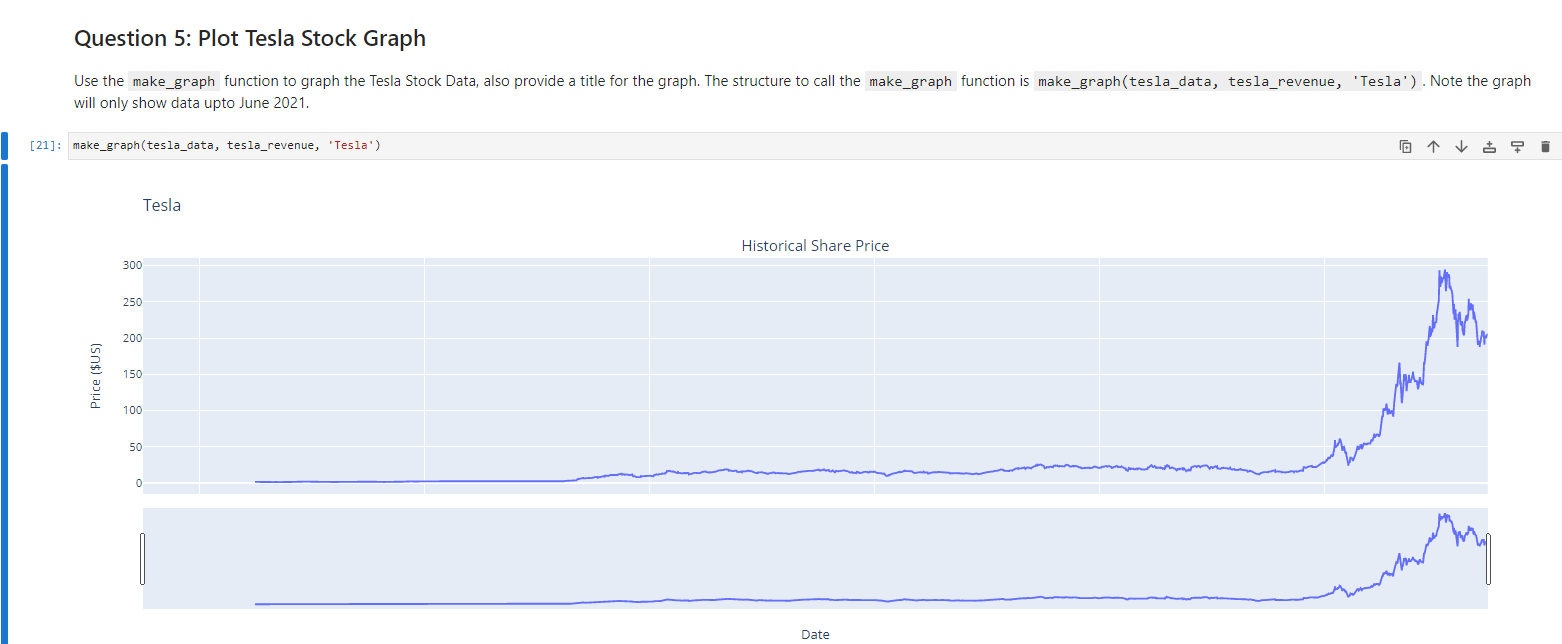 Question 5: Plot Tesla Stock Graph
Use the make_graph function to graph the Tesla Stock Data, also provide a title for the graph. The structure to call the make_graph function is make_graph(tesla_data, tesla_revenue, 'Tesla') . Note the graph
will only show data upto June 2021.
[21]: make_graph(tesla_data, tesla_revenue, 'Tesla')
Tesla
Historical Share Price
300
250
200
150
100
50
0
Price ($US)
Date